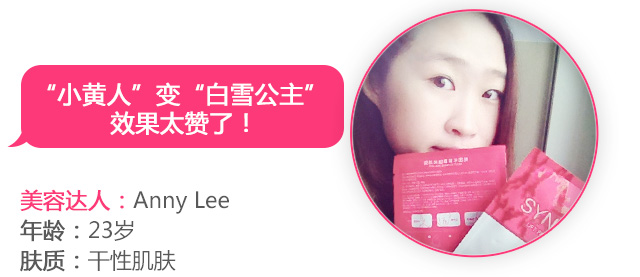 “小黄人”变“白雪公主”
效果太赞了！
美容达人：Anny Lee
年龄：23岁
肤质：干性肌肤
SYN